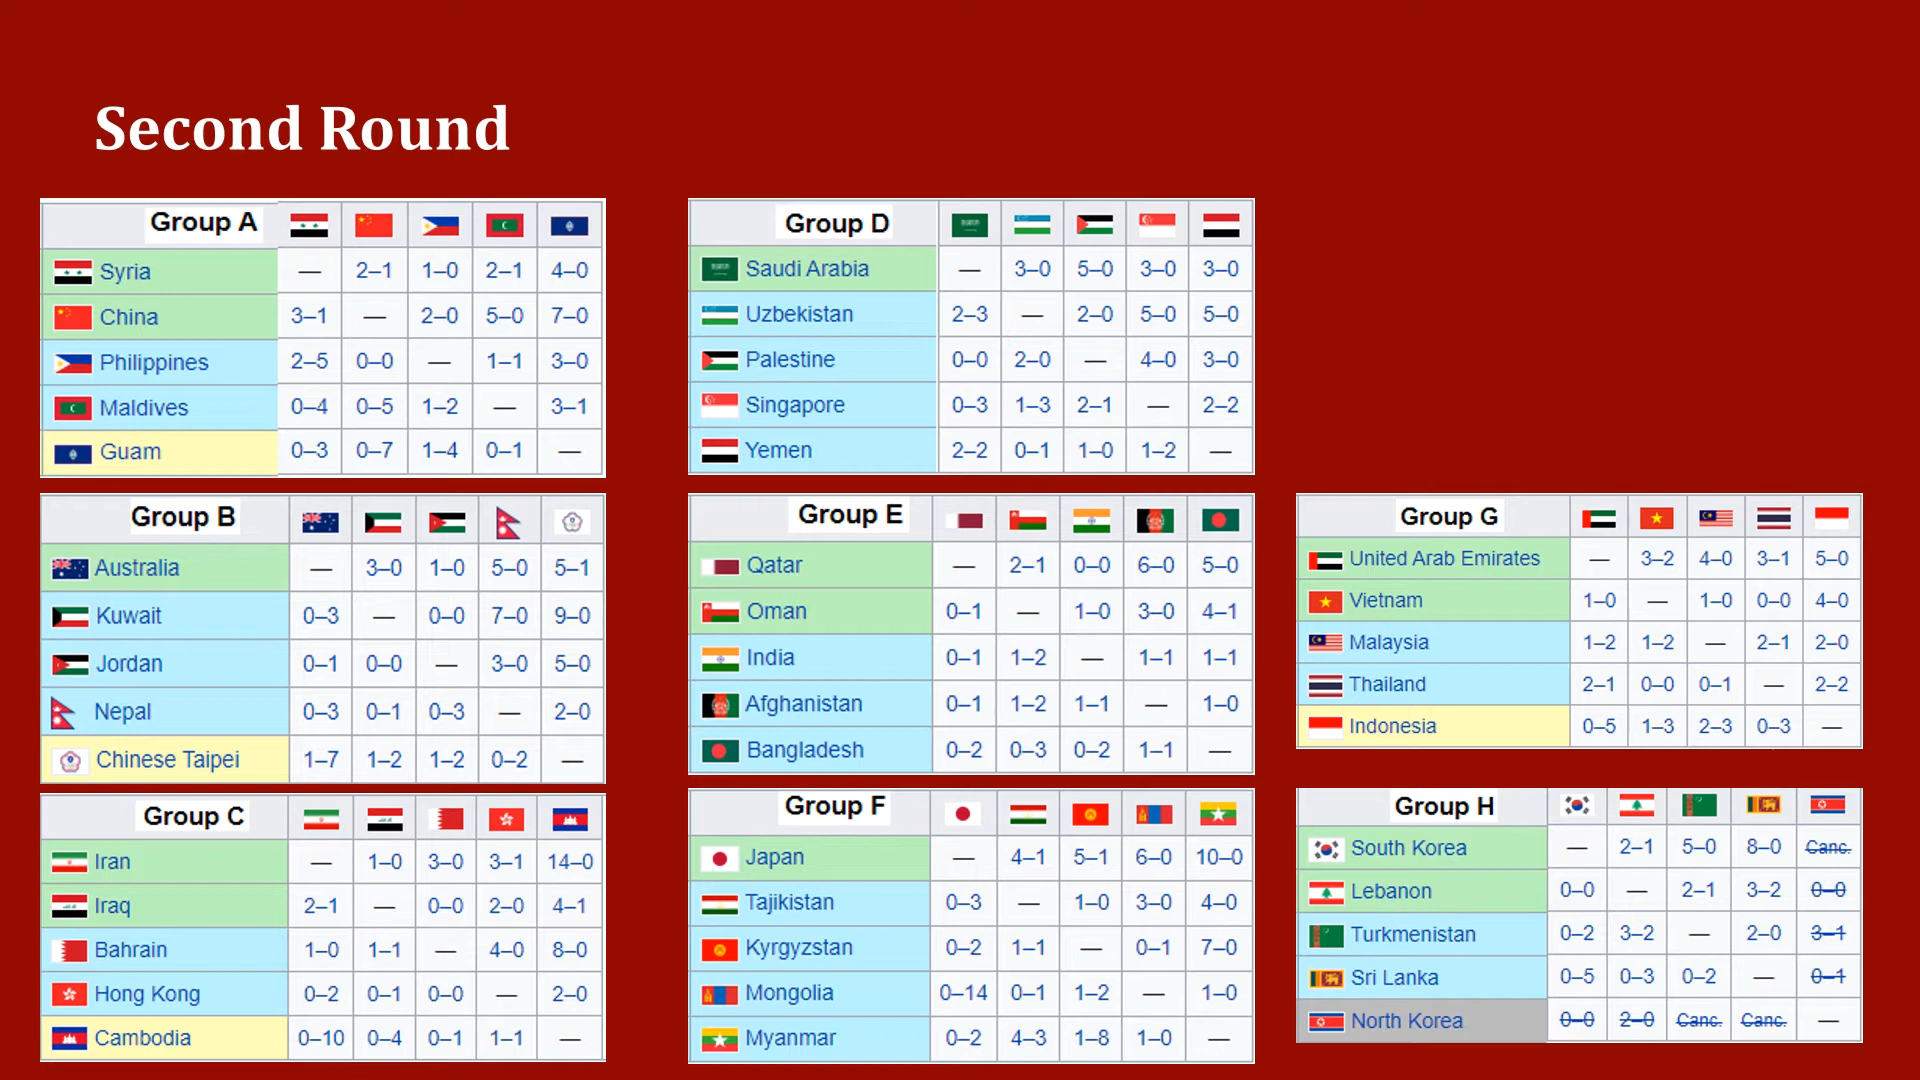 Second Round
Group A
Syria — 2–1 1–0 2–1 4–0
China 3–1 — 2–0 5–0 7–0
Philippines 2–5 0–0 — 1–1 3–0
Maldives 0–4 0–5 1–2 — 3–1
Guam 0–3 0–7 1–4 0–1 —
Group B
Australia — 3–0 1–0 5–0 5–1
Kuwait 0–3 — 0–0 7–0 9–0
Jordan 0–1 0–0 — 3–0 5–0
Nepal 0–3 0–1 0–3 — 2–0
Chinese Taipei 1–7 1–2 1–2 0–2 —
Group C
Iran — 1–0 3–0 3–1 14–0
Iraq 2–1 — 0–0 2–0 4–1
Bahrain 1–0 1–1 — 4–0 8–0
Hong Kong 0–2 0–1 0–0 — 2–0
Cambodia 0–10 0–4 0–1 1–1 —
Group D
Saudi Arabia — 3–0 5–0 3–0 3–0
Uzbekistan 2–3 — 2–0 5–0 5–0
Palestine 0–0 2–0 — 4–0 3–0
Singapore 0–3 1–3 2–1 — 2–2
Yemen 2–2 0–1 1–0 1–2 —
Group E
Qatar — 2–1 0–0 6–0 5–0
Oman 0–1 — 1–0 3–0 4–1
India 0–1 1–2 — 1–1 1–1
Afghanistan 0–1 1–2 1–1 — 1–0
Bangladesh 0–2 0–3 0–2 1–1 —
Group F
Japan — 4–1 5–1 6–0 10–0
Tajikistan 0–3 — 1–0 3–0 4–0
Kyrgyzstan 0–2 1–1 — 0–1 7–0
Mongolia 0–14 0–1 1–2 — 1–0
Myanmar 0–2 4–3 1–8 1–0 —
Group G
United Arab Emirates — 3–2 4–0 3–1 5–0
Vietnam 1–0 — 1–0 0–0 4–0
Malaysia 1–2 1–2 — 2–1 2–0
Thailand 2–1 0–0 0–1 — 2–2
Indonesia 0–5 1–3 2–3 0–3 —
Group H
South Korea — 2–1 5–0 8–0 Canc.
Lebanon 0–0 — 2–1 3–2 0–0
Turkmenistan 0–2 3–2 — 2–0 3–1
Sri Lanka 0–5 0–3 0–2 — 0–1
North Korea 0–0 2–0 Canc. Canc. —